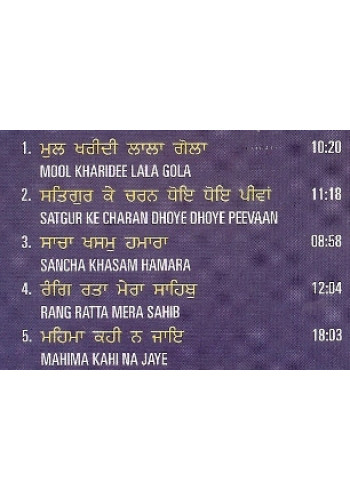 1. ਮੁਲ ਖਰੀਦੀ ਲਾਲਾ ਗੋਲਾ 10:20
MOOL KHARIDEE LALA GOLA
2. ਸਤਿਗੁਰ ਕੇ ਚਰਨ ਧੋਇ ਧੋਇ ਪੀਵਾਂ 11:18
SATGUR KE CHARAN DHOYE DHOYE PEEVAAN
3. ਸਾਚਾ ਖਸਮੁ ਹਮਾਰਾ 08:58
SANCHA KHASAM HAMARA
4. ਰੰਗਿ ਰਤਾ ਮੇਰਾ ਸਾਹਿਬੁ 12:04
RANG RATTA MERA SAHIB
5. ਮਹਿਮਾ ਕਹੀ ਨ ਜਾਇ 18:03
MAHIMA KAHI NA JAYE